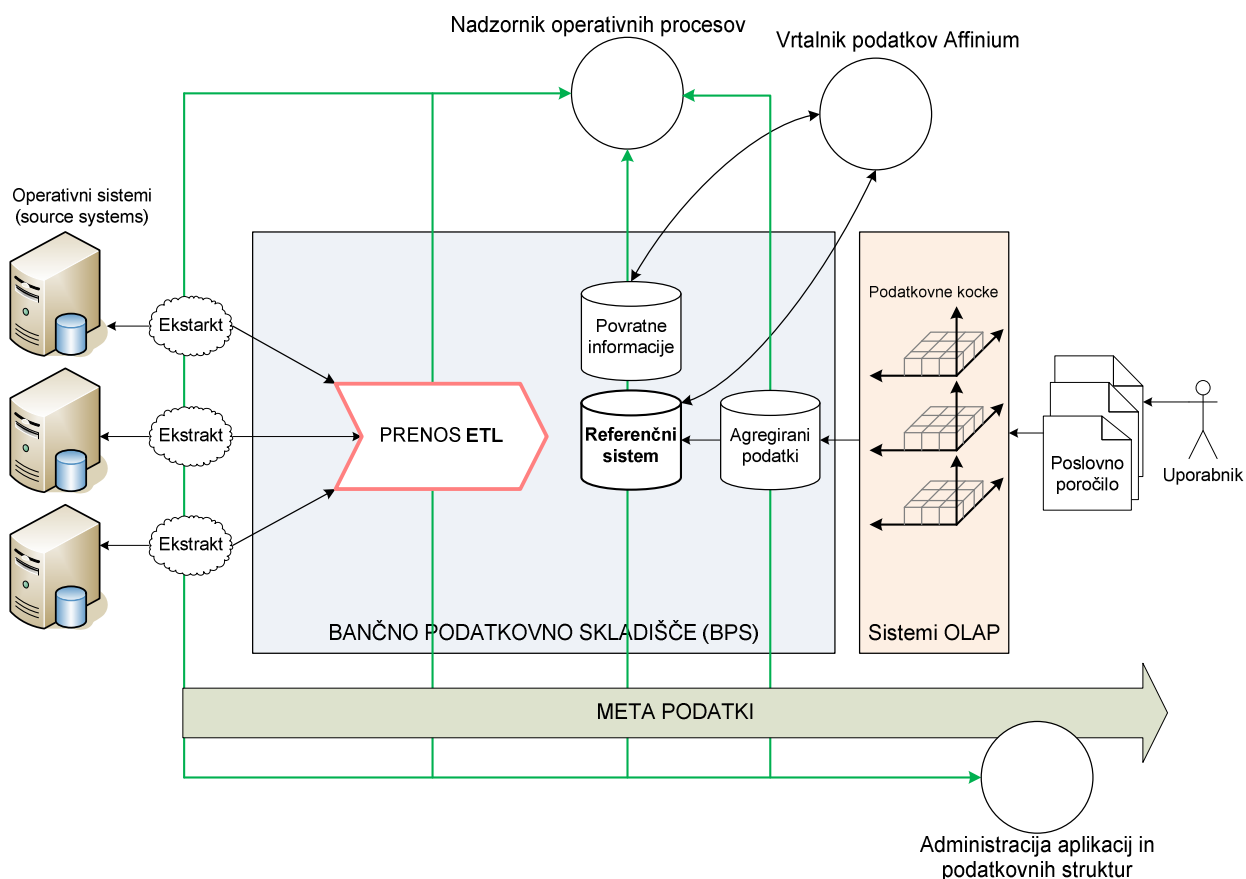 Nadzornik operativnih procesov
Vrtalnik podatkov Affinium
Operativni sistemi
(source systems)
Ekstarkt
Ekstrakt
Ekstrakt
PRENOS ETL
Povratne
informacije
Referenčni
sistem
Agregirani
podatki
BANČNO PODATKOVNO SKLADIŠČE (BPS)
Podatkovne kocke
Sistemi OLAP
Poslovno
poročilo
Uporabnik
META PODATKI
Administracija aplikacij in
podatkovnih struktur